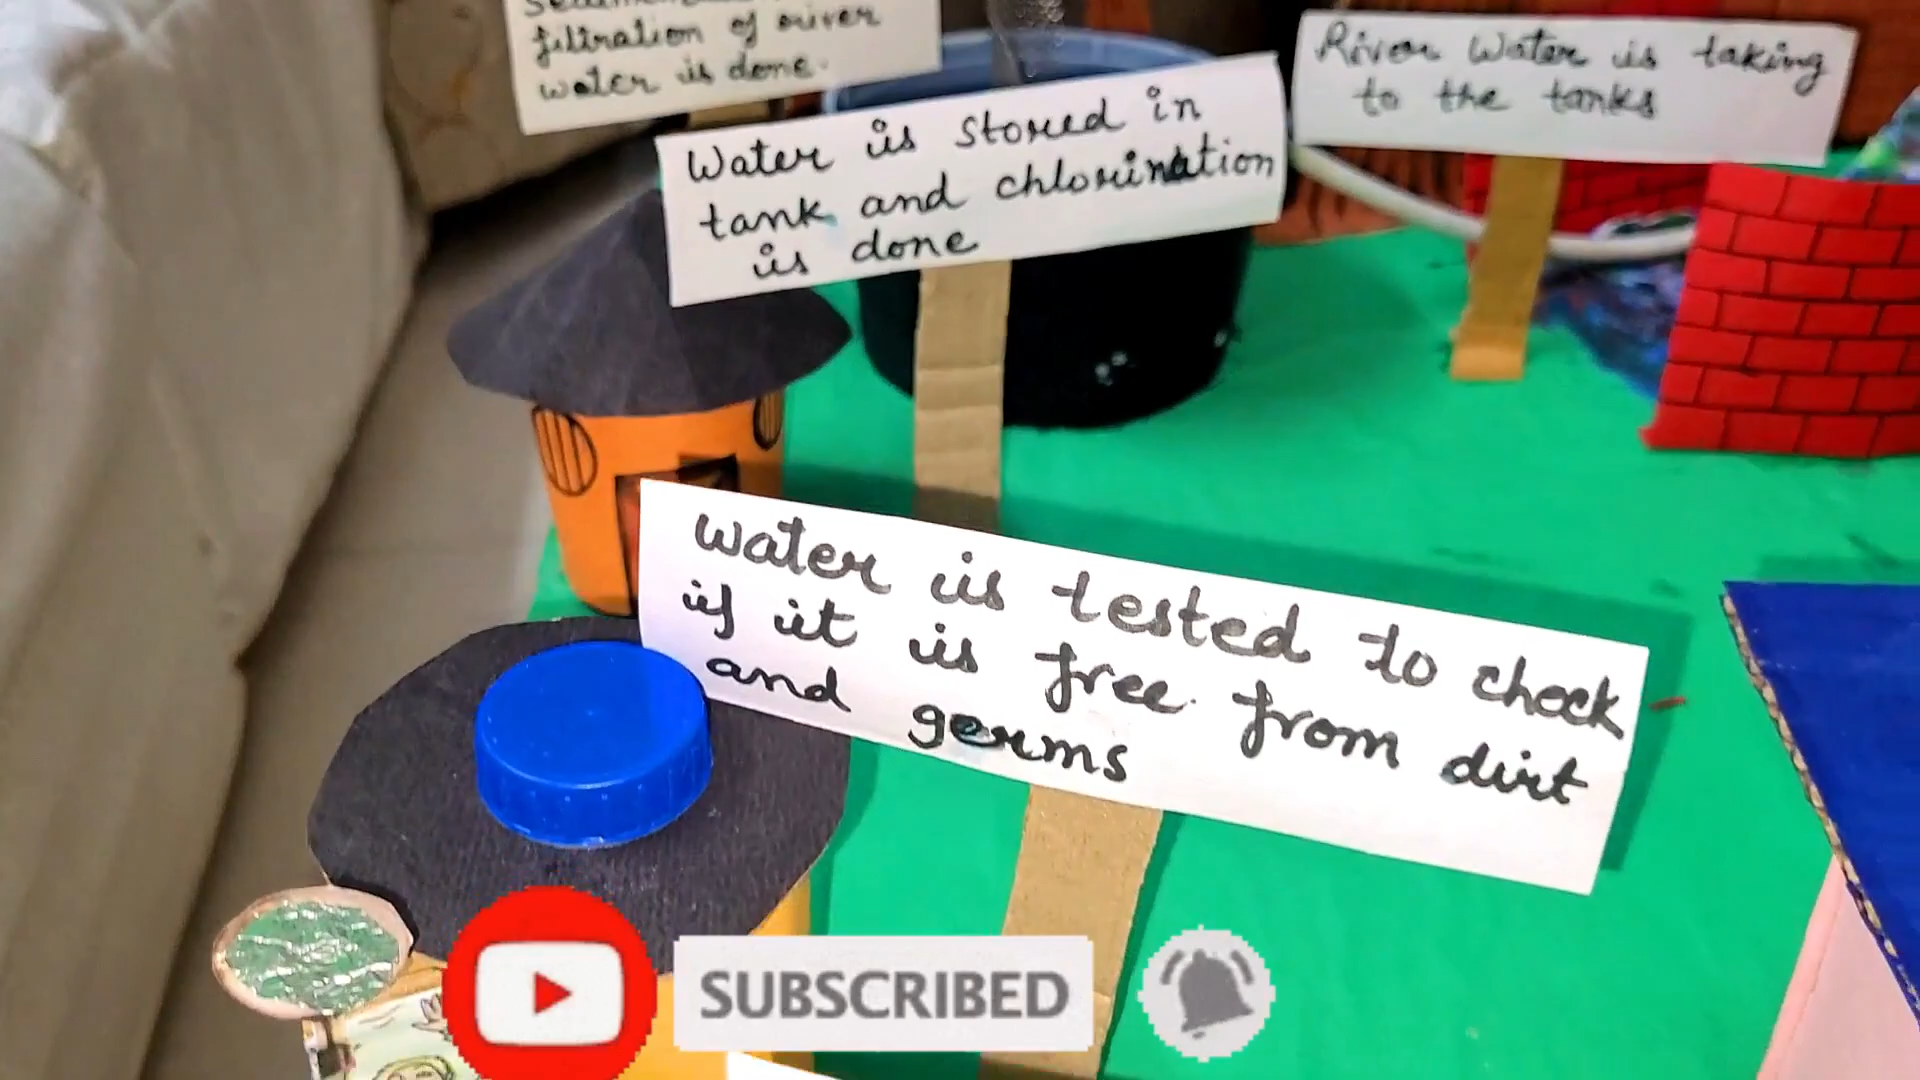 filtration of river
water is done.
River Water is taking
to the tanks
Water is stored in
tank and chlorination
is done
water is tested to check
if it is free from dirt
and germs
SUBSCRIBED